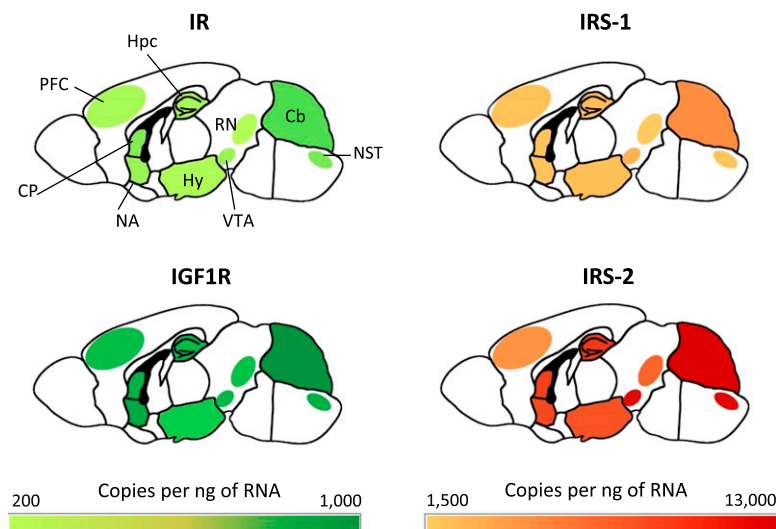 IR
IRS-1
Hpc
PFC
Cb
RN
NST
CP
Hy
NA
VTA
IGF1R
IRS-2
200 Copies per ng of RNA 1,000
1,500 Copies per ng of RNA 13,000